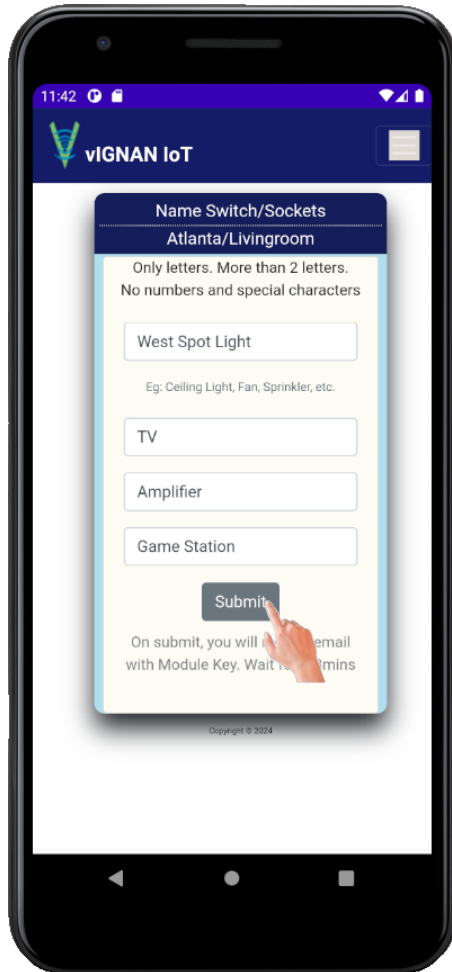 11:42
vIGNAN IoT
Name Switch/Sockets
Atlanta/Livingroom
Only letters. More than 2 letters.
No numbers and special characters
West Spot Light
Eg: Ceiling Light, Fan, Sprinkler, etc.
TV
Amplifier
Game Station
Submit
On submit, you will email
with Module Key. Wait mins
Copyright © 2024